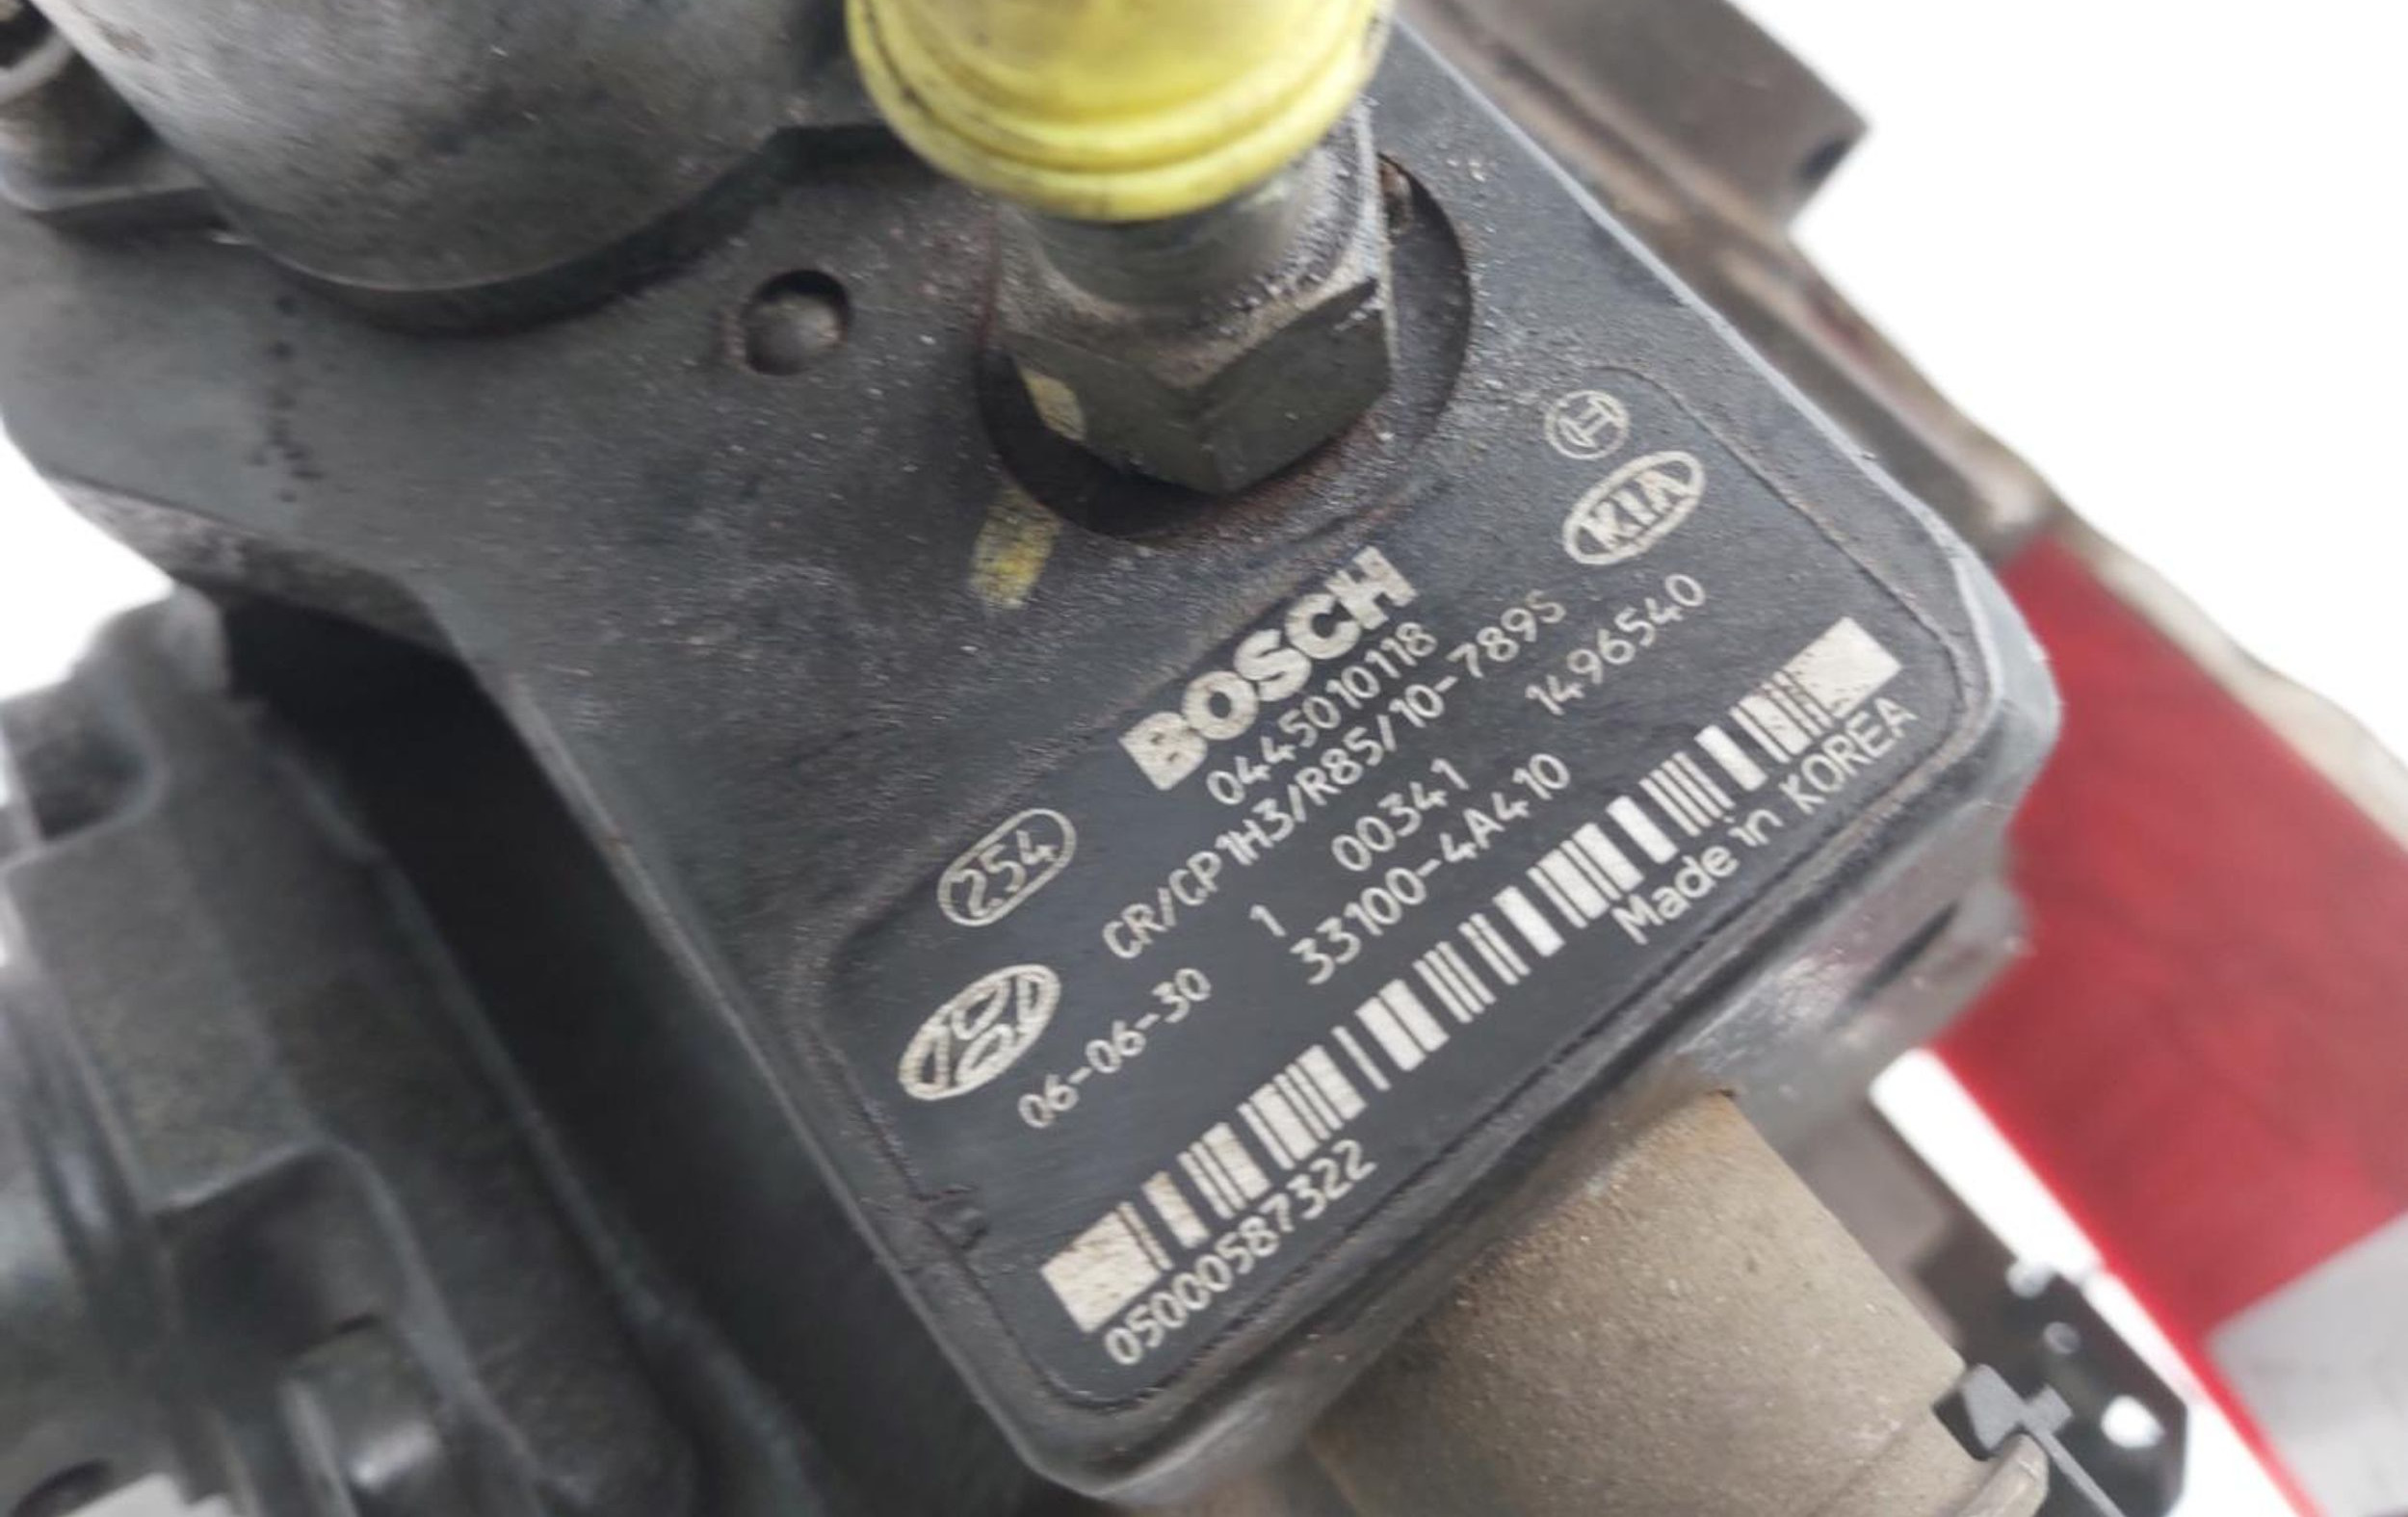 BOSCH
0445010118
KIA
254
CR/CP1H3/R85/10-789S
1 00341 1496540
06-06-30 33100-4A410
Made in KOREA
05000587322